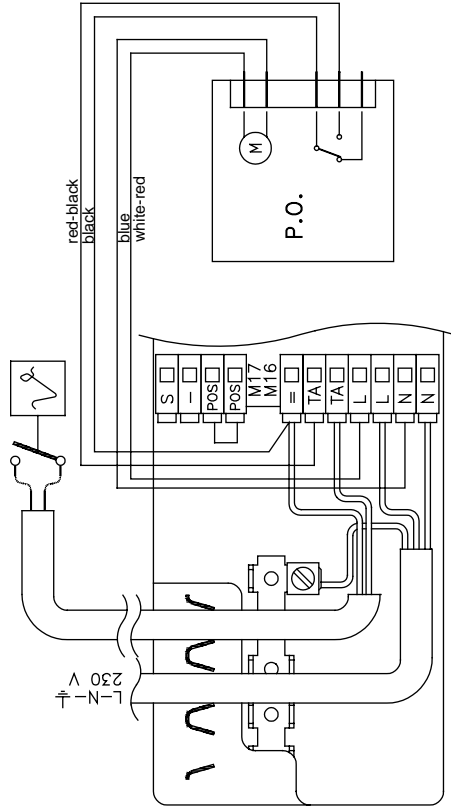 red-black
black
blue
white-red
M
P.O.
S
–
POS
POS
M17
M16
=
TA
TA
L
L
N
N
L-N-⏚
230 V